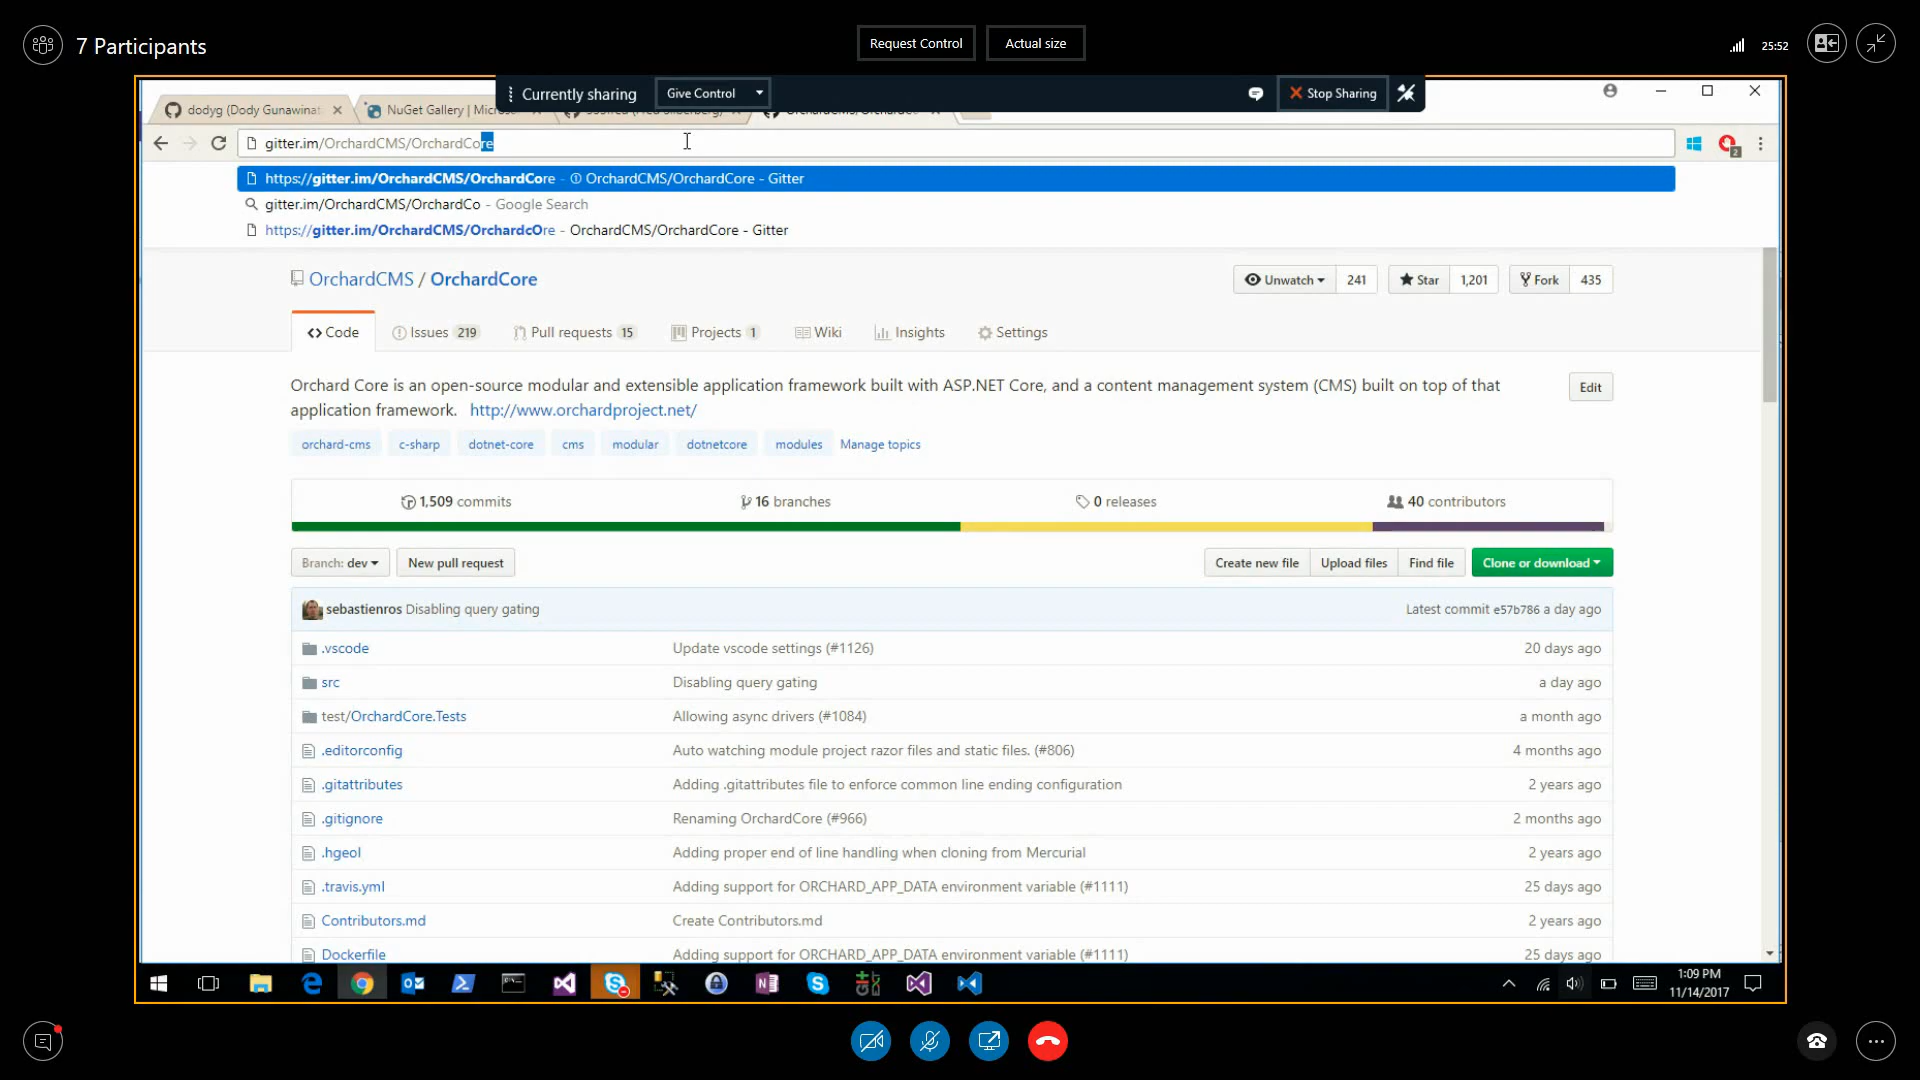 7 Participants
Request Control
Actual size
25:52
Currently sharing
Give Control
Stop Sharing
dodyg (Dody Gunawinat
NuGet Gallery | Micros
gitter.im/OrchardCMS/OrchardCore
2
https://gitter.im/OrchardCMS/OrchardCore - OrchardCMS/OrchardCore - Gitter
gitter.im/OrchardCMS/OrchardCo - Google Search
https://gitter.im/OrchardCMS/OrchardcOre - OrchardCMS/OrchardCore - Gitter
OrchardCMS / OrchardCore
Unwatch 241 Star 1,201 Fork 435
Code Issues 219 Pull requests 15 Projects 1 Wiki Insights Settings
Orchard Core is an open-source modular and extensible application framework built with ASP.NET Core, and a content management system (CMS) built on top of that
application framework. http://www.orchardproject.net/
Edit
orchard-cms c-sharp dotnet-core cms modular dotnetcore modules Manage topics
1,509 commits 16 branches 0 releases 40 contributors
Branch: dev New pull request Create new file Upload files Find file Clone or download
sebastienros Disabling query gating Latest commit e57b786 a day ago
.vscode Update vscode settings (#1126) 20 days ago
src Disabling query gating a day ago
test/OrchardCore.Tests Allowing async drivers (#1084) a month ago
.editorconfig Auto watching module project razor files and static files. (#806) 4 months ago
.gitattributes Adding .gitattributes file to enforce common line ending configuration 2 years ago
.gitignore Renaming OrchardCore (#966) 2 months ago
.hgeol Adding proper end of line handling when cloning from Mercurial 2 years ago
.travis.yml Adding support for ORCHARD_APP_DATA environment variable (#1111) 25 days ago
Contributors.md Create Contributors.md 2 years ago
Dockerfile Adding support for ORCHARD_APP_DATA environment variable (#1111) 25 days ago
1:09 PM
11/14/2017